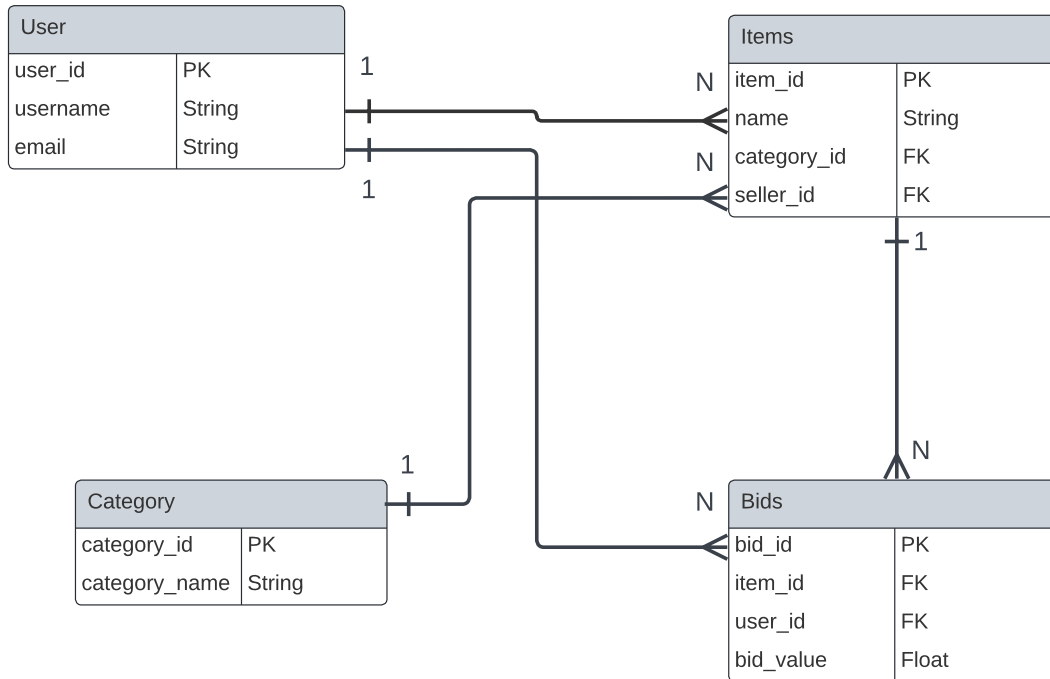 User
user_id PK
username String
email String
1
1
N
N
Items
item_id PK
name String
category_id FK
seller_id FK
1
N
1
Category
category_id PK
category_name String
N
Bids
bid_id PK
item_id FK
user_id FK
bid_value Float